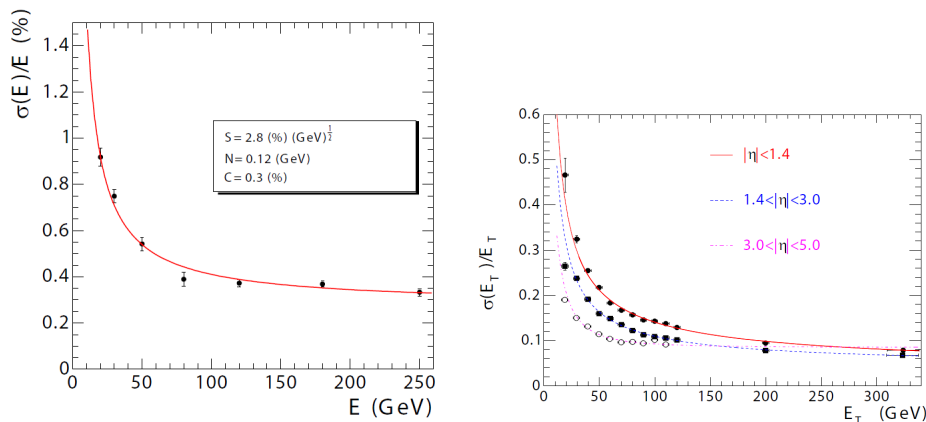 σ(E)/E (%)
1.4
1.2
1
0.8
0.6
0.4
0.2
0
S = 2.8 (%) (GeV)^{1/2}
N= 0.12 (GeV)
C= 0.3 (%)
0 50 100 150 200 250
E (GeV)
σ(E_T)/E_T
0.6
0.5
0.4
0.3
0.2
0.1
0
|η|<1.4
1.4<|η|<3.0
3.0<|η|<5.0
0 50 100 150 200 250 300
E_T (GeV)